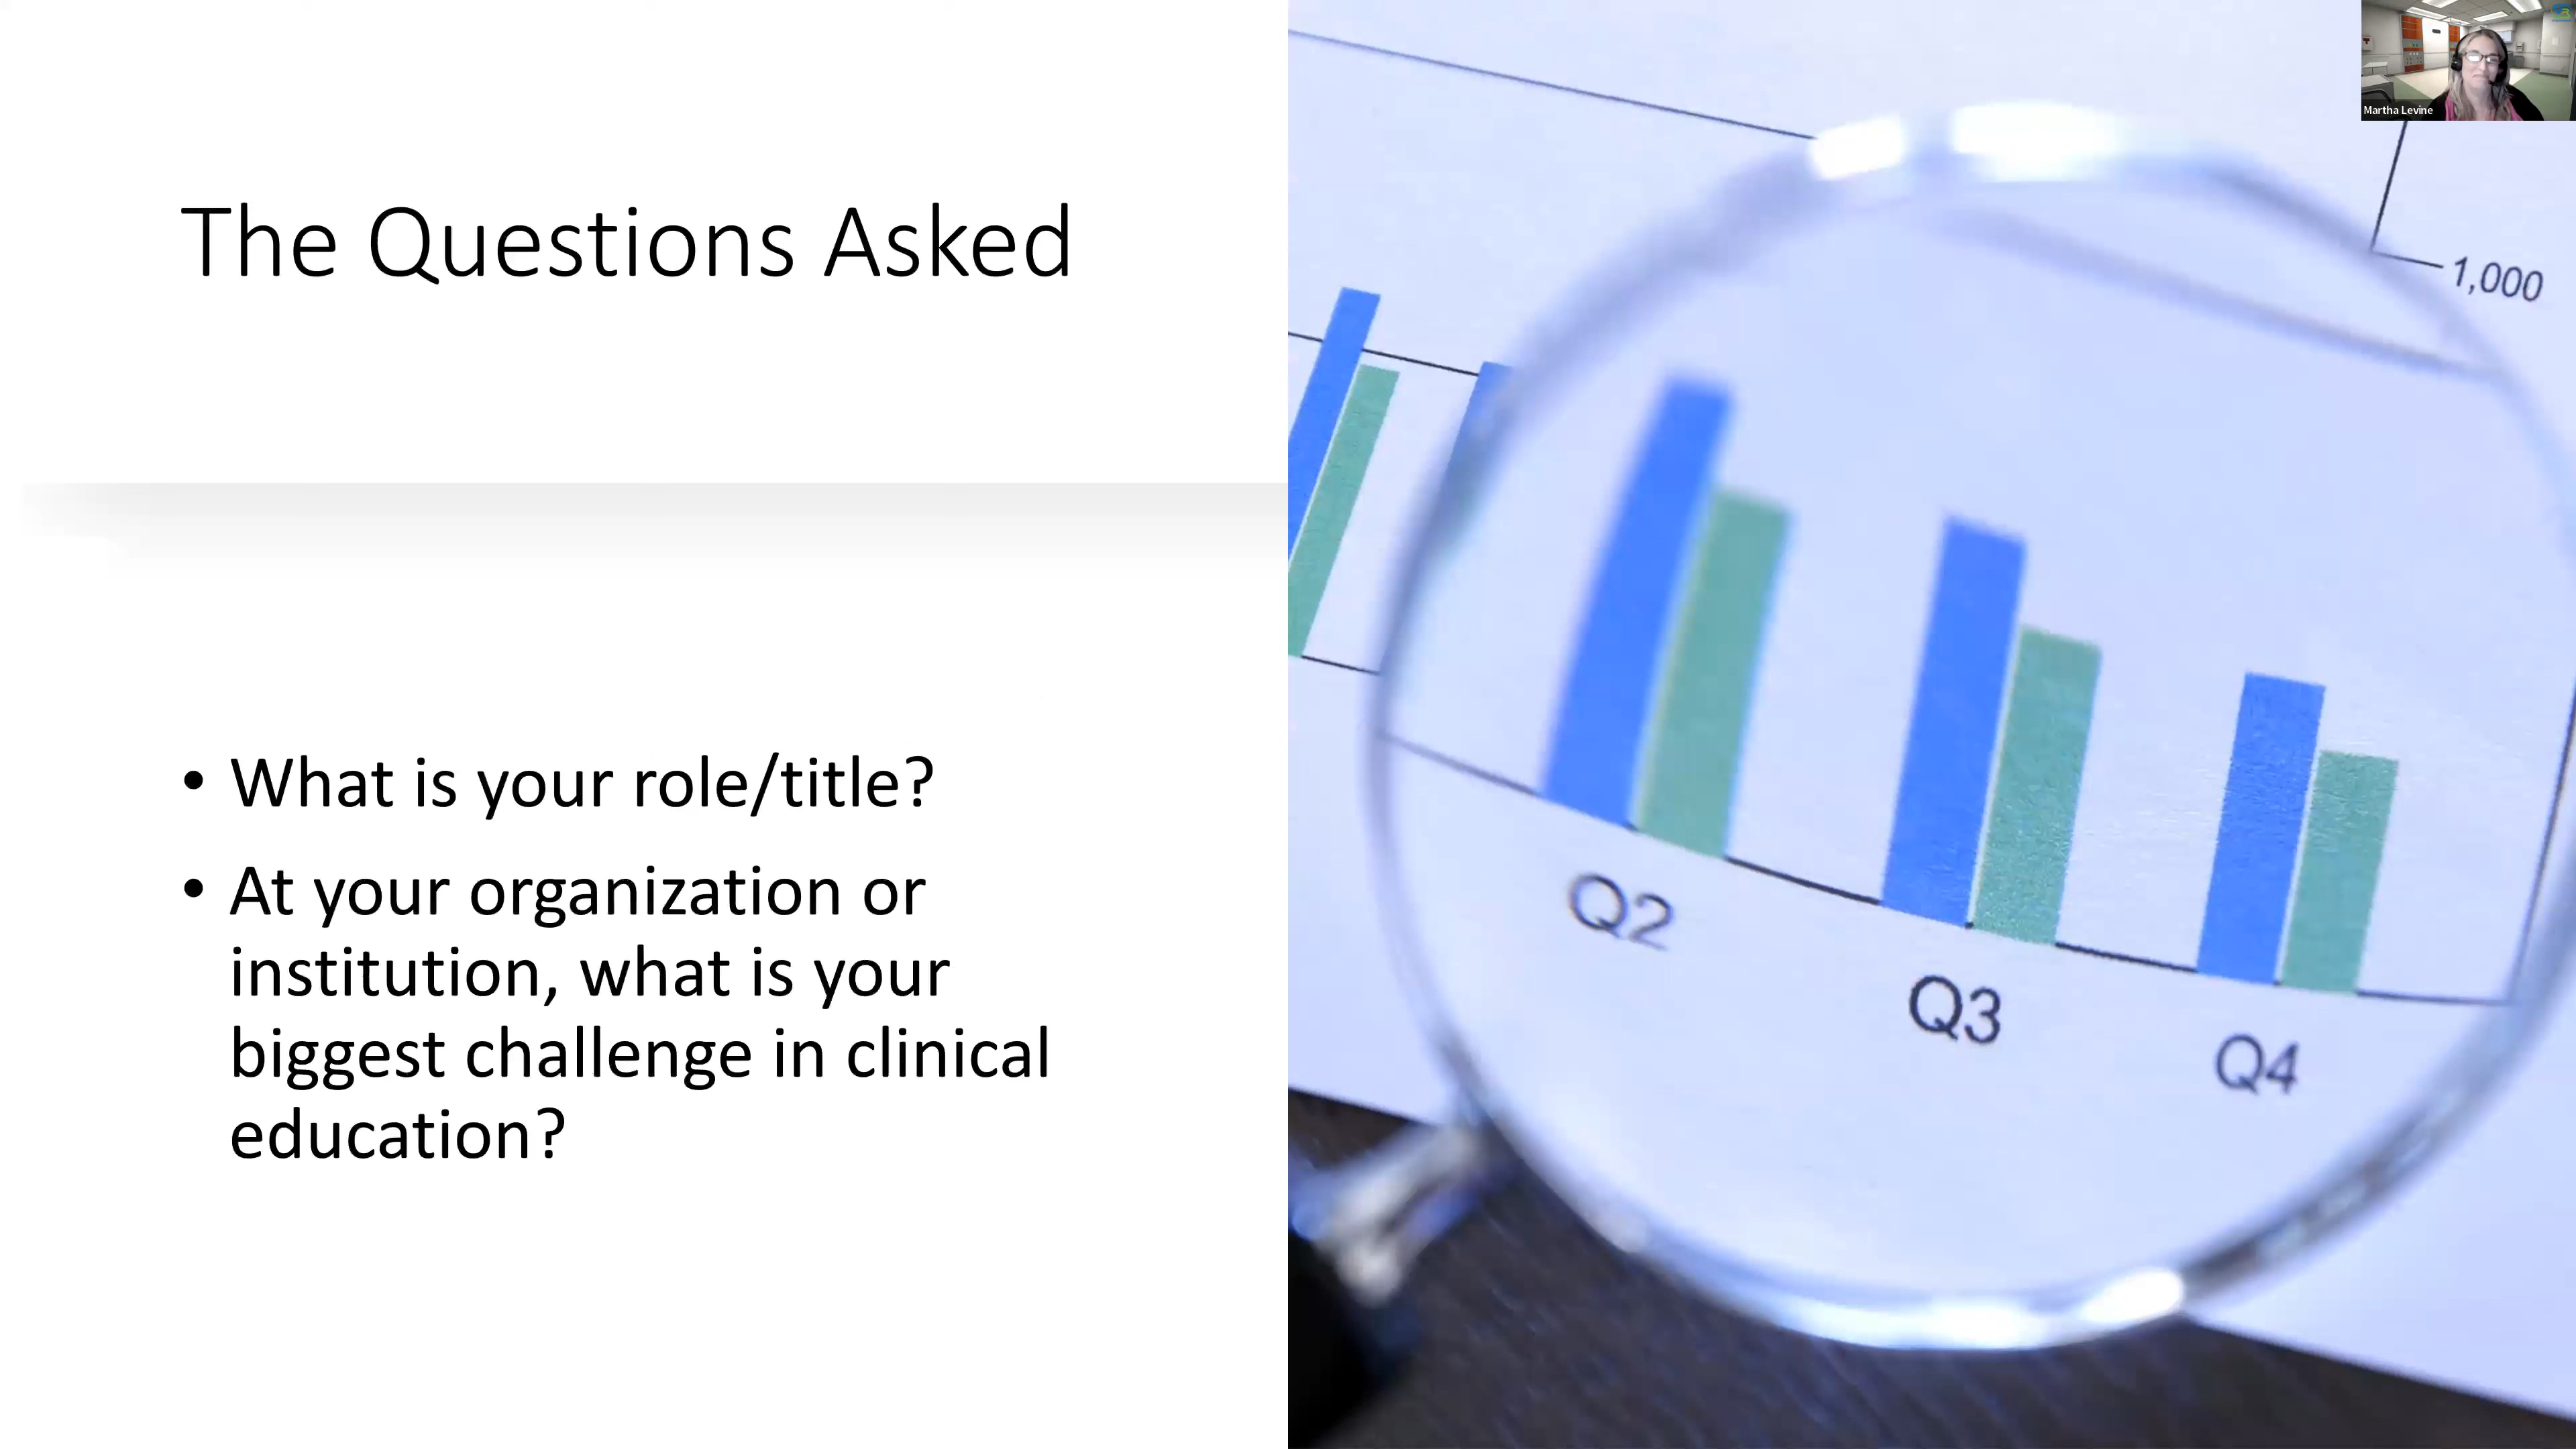 The Questions Asked
• What is your role/title?
• At your organization or
institution, what is your
biggest challenge in clinical
education?
Martha Levine
1,000
Q2
Q3
Q4